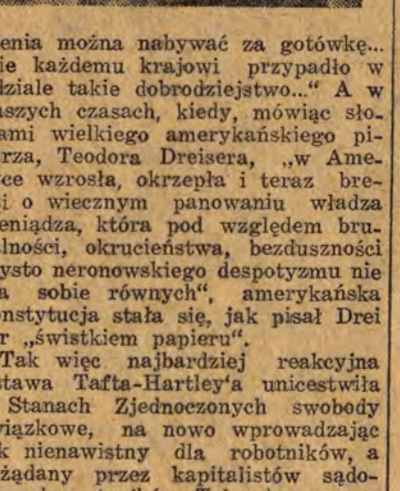 enia można nabywać za gotówkę...
ie każdemu krajowi przypadło w
dziale takie dobrodziejstwo..." A w
aszych czasach, kiedy, mówiąc sło-
ami wielkiego amerykańskiego pi-
rza, Teodora Dreisera, „w Ame-
ce wzrosła, okrzepła i teraz bre-
i o wiecznym panowaniu władza
eniądza, która pod względem bru-
lności, okrucieństwa, bezduszności
ysto neronowskiego despotyzmu nie
a sobie równych", amerykańska
nstytucja stała się, jak pisał Drei
r „świstkiem papieru".
Tak więc najbardziej reakcyjna
stawa Tafta-Hartley'a unicestwiła
Stanach Zjednoczonych swobody
wiązkowe, na nowo wprowadzając
k nienawistny dla robotników, a
żądany przez kapitalistów sądo-